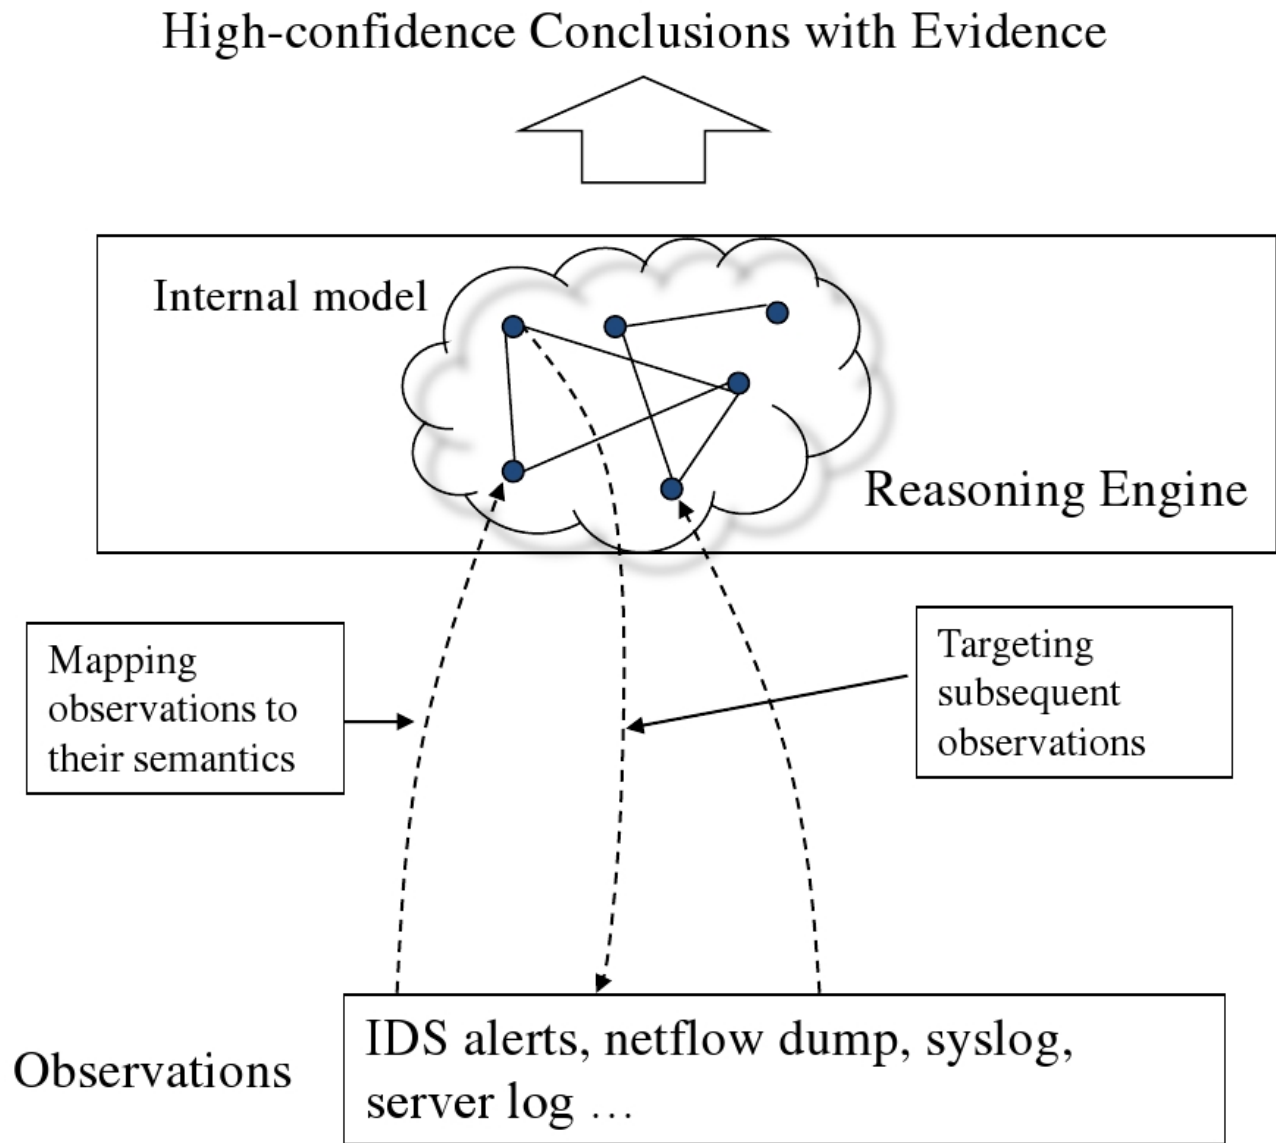 High-confidence Conclusions with Evidence
Internal model
Reasoning Engine
Mapping
observations to
their semantics
Targeting
subsequent
observations
Observations
IDS alerts, netflow dump, syslog,
server log …